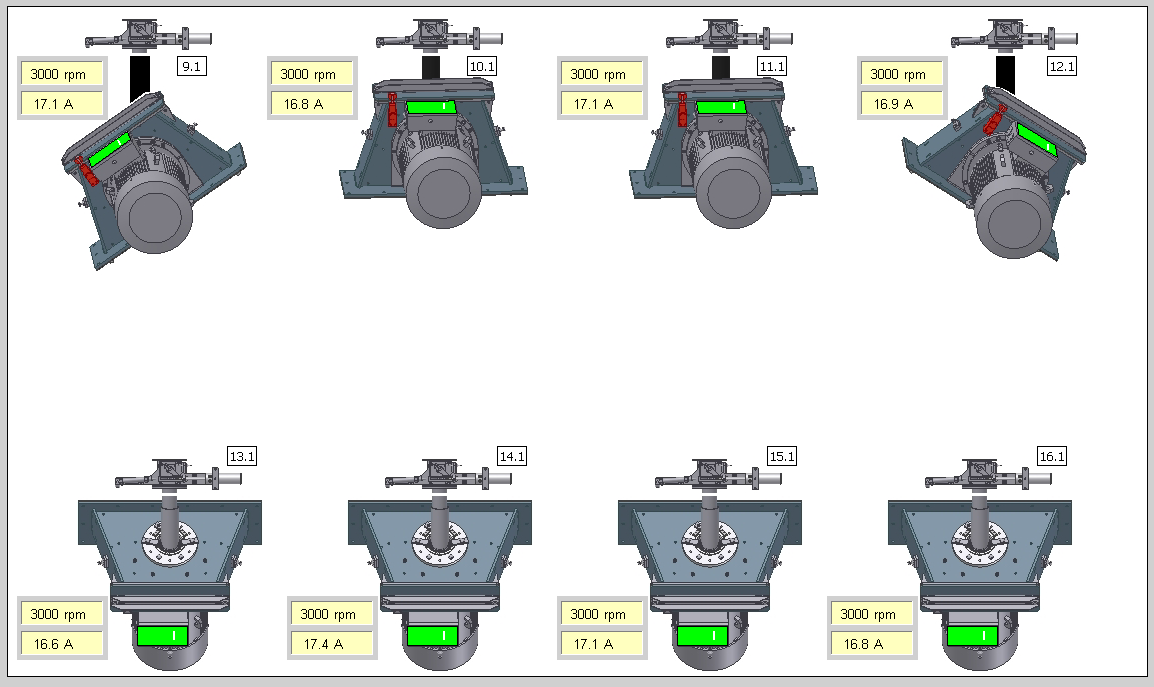 9.1
3000 rpm
17.1 A
10.1
3000 rpm
16.8 A
11.1
3000 rpm
17.1 A
12.1
3000 rpm
16.9 A
13.1
3000 rpm
16.6 A
14.1
3000 rpm
17.4 A
15.1
3000 rpm
17.1 A
16.1
3000 rpm
16.8 A